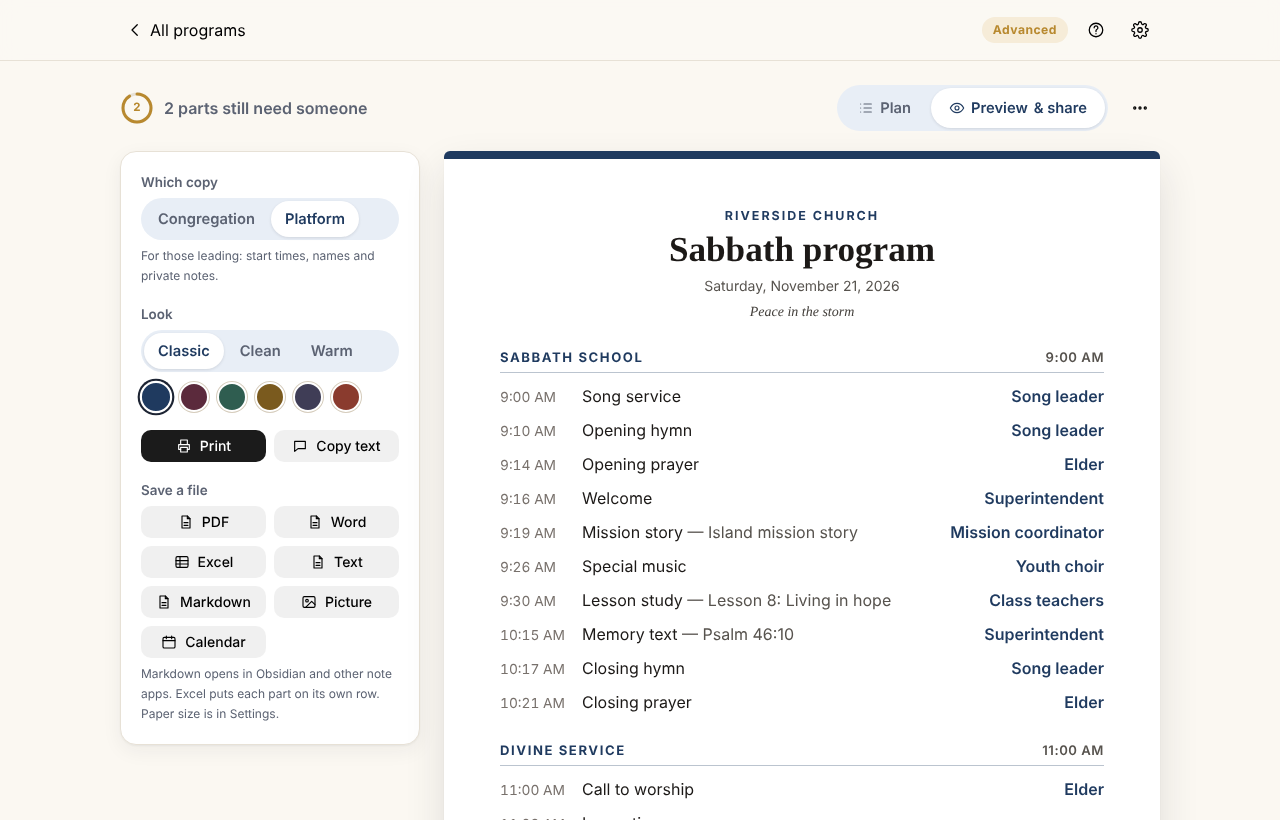 All programs
Advanced
2
2 parts still need someone
Plan
Preview & share
Which copy
Congregation
Platform
For those leading: start times, names and
private notes.
Look
Classic
Clean
Warm
Print
Copy text
Save a file
PDF
Word
Excel
Text
Markdown
Picture
Calendar
Markdown opens in Obsidian and other note
apps. Excel puts each part on its own row.
Paper size is in Settings.
RIVERSIDE CHURCH
Sabbath program
Saturday, November 21, 2026
Peace in the storm
SABBATH SCHOOL 9:00 AM
9:00 AM Song service Song leader
9:10 AM Opening hymn Song leader
9:14 AM Opening prayer Elder
9:16 AM Welcome Superintendent
9:19 AM Mission story — Island mission story Mission coordinator
9:26 AM Special music Youth choir
9:30 AM Lesson study — Lesson 8: Living in hope Class teachers
10:15 AM Memory text — Psalm 46:10 Superintendent
10:17 AM Closing hymn Song leader
10:21 AM Closing prayer Elder
DIVINE SERVICE 11:00 AM
11:00 AM Call to worship Elder